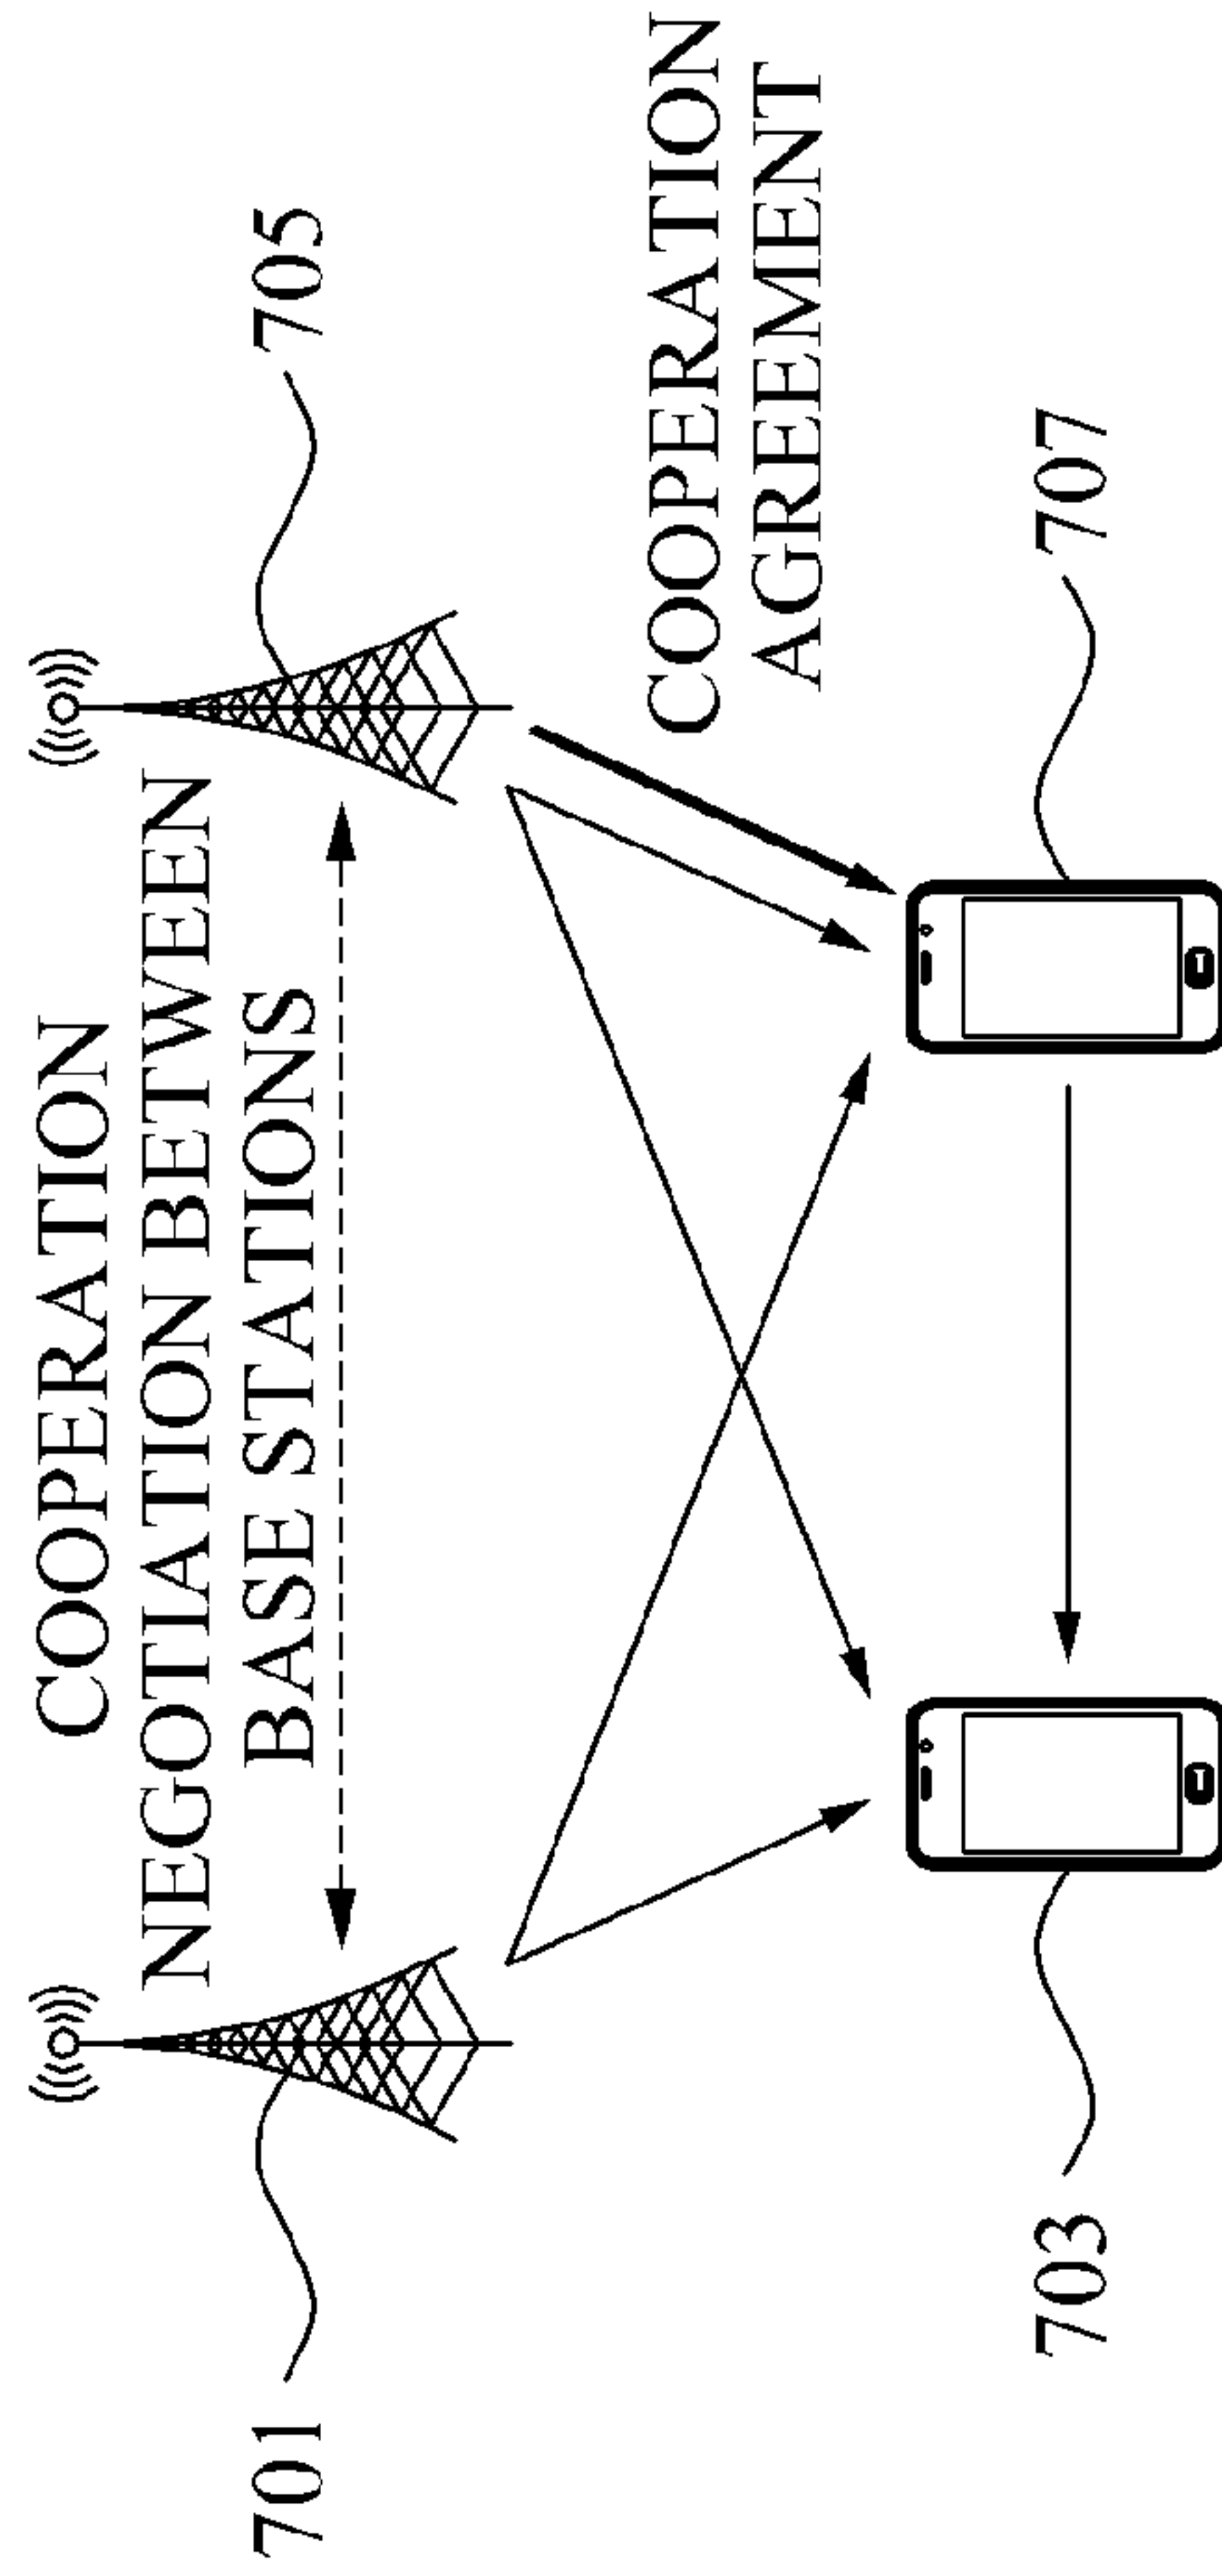 COOPERATION
NEGOTIATION BETWEEN
BASE STATIONS
701
705
COOPERATION
AGREEMENT
703
707